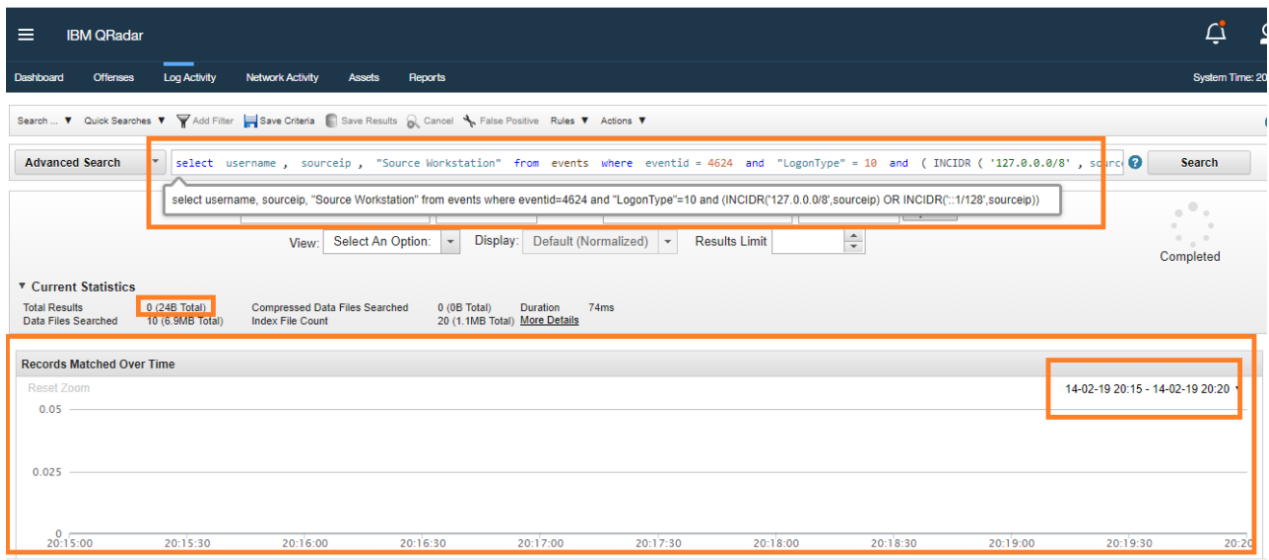 IBM QRadar
Dashboard Offenses Log Activity Network Activity Assets Reports System Time: 20
Search ... Quick Searches Add Filter Save Criteria Save Results Cancel False Positive Rules Actions
Advanced Search select username , sourceip , "Source Workstation" from events where eventid = 4624 and "LogonType" = 10 and ( INCIDR ( '127.0.0.0/8' , sourc ? Search
select username, sourceip, "Source Workstation" from events where eventid=4624 and "LogonType"=10 and (INCIDR('127.0.0.0/8',sourceip) OR INCIDR('::1/128',sourceip))
View: Select An Option: Display: Default (Normalized) Results Limit
Completed
Current Statistics
Total Results 0 (24B Total) Compressed Data Files Searched 0 (0B Total) Duration 74ms
Data Files Searched 10 (6.9MB Total) Index File Count 20 (1.1MB Total) More Details
Records Matched Over Time
Reset Zoom 14-02-19 20:15 - 14-02-19 20:20
0.05
0.025
0
20:15:00 20:15:30 20:16:00 20:16:30 20:17:00 20:17:30 20:18:00 20:18:30 20:19:00 20:19:30 20:20